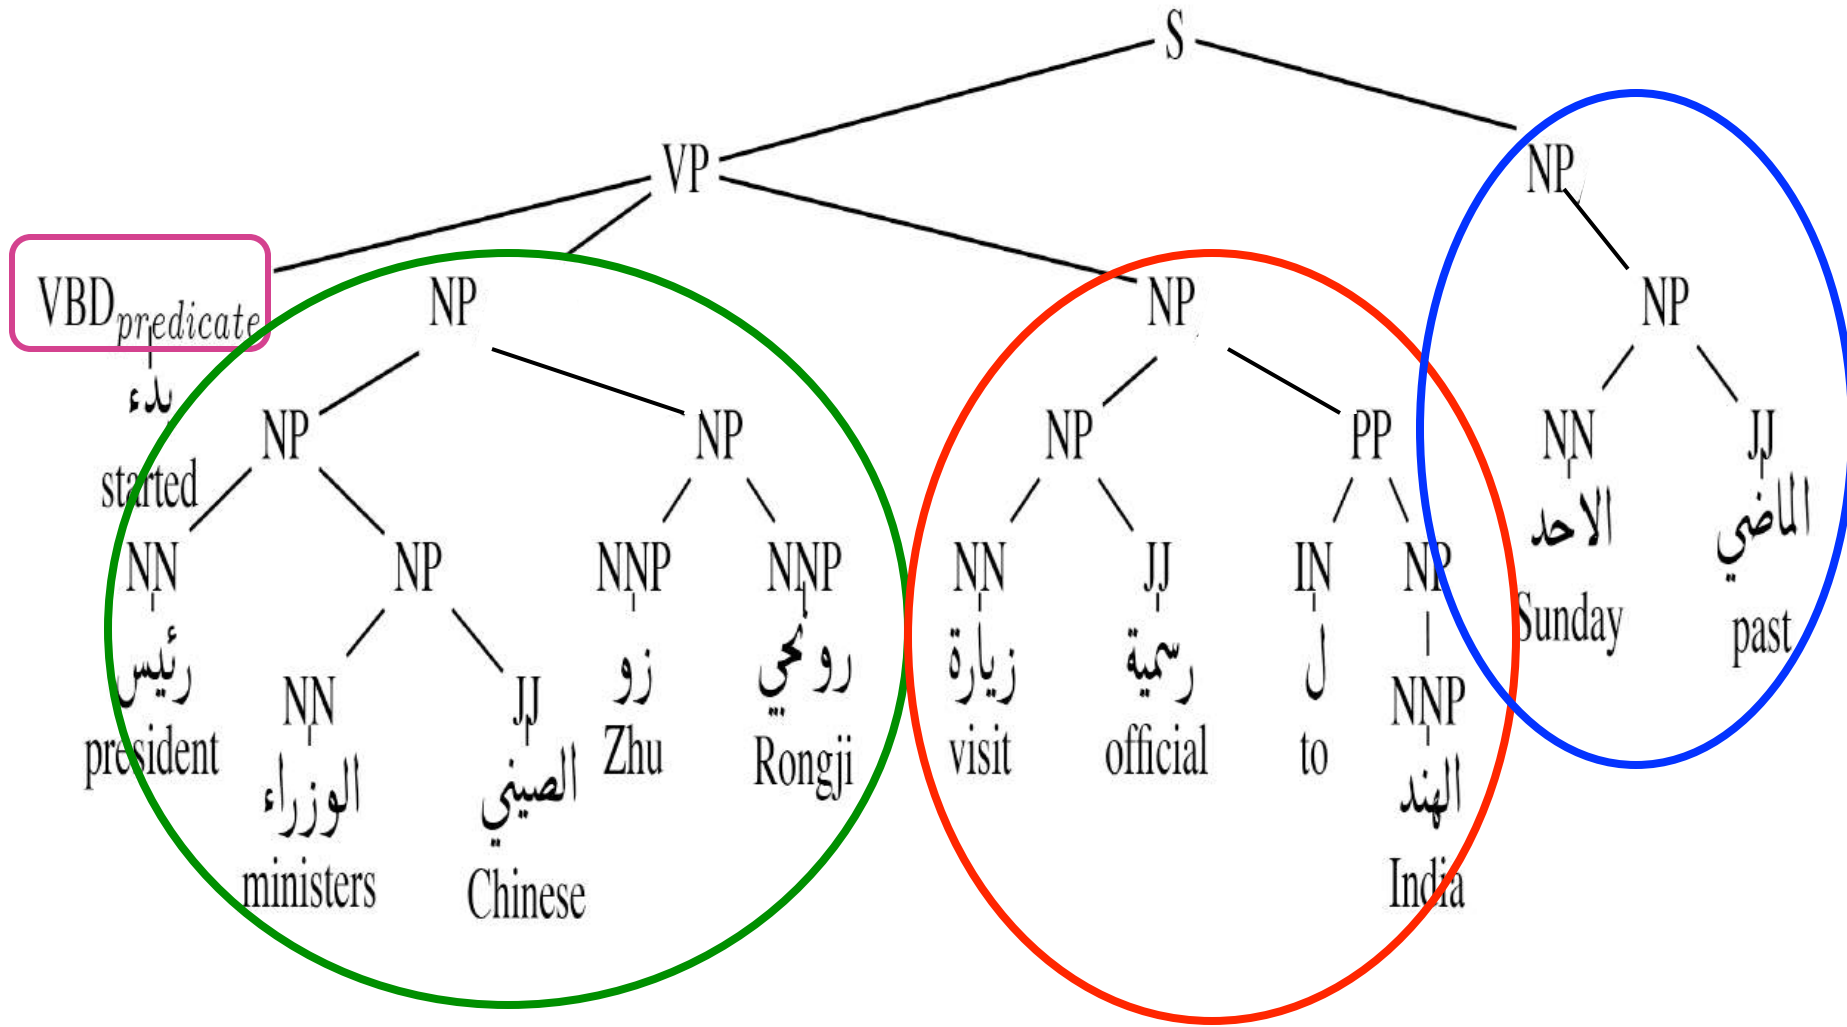 S
VP NP
VBDpredicate NP NP NP
بدء
NP NP NP PP NN JJ
started الاحد الماضي
NN NP NNP NNP NN JJ IN NP Sunday past
رئيس زو رونجي زيارة رسمية ل
NN JJ NNP
president Zhu Rongji visit official to
الوزراء الصيني الهند
ministers Chinese India